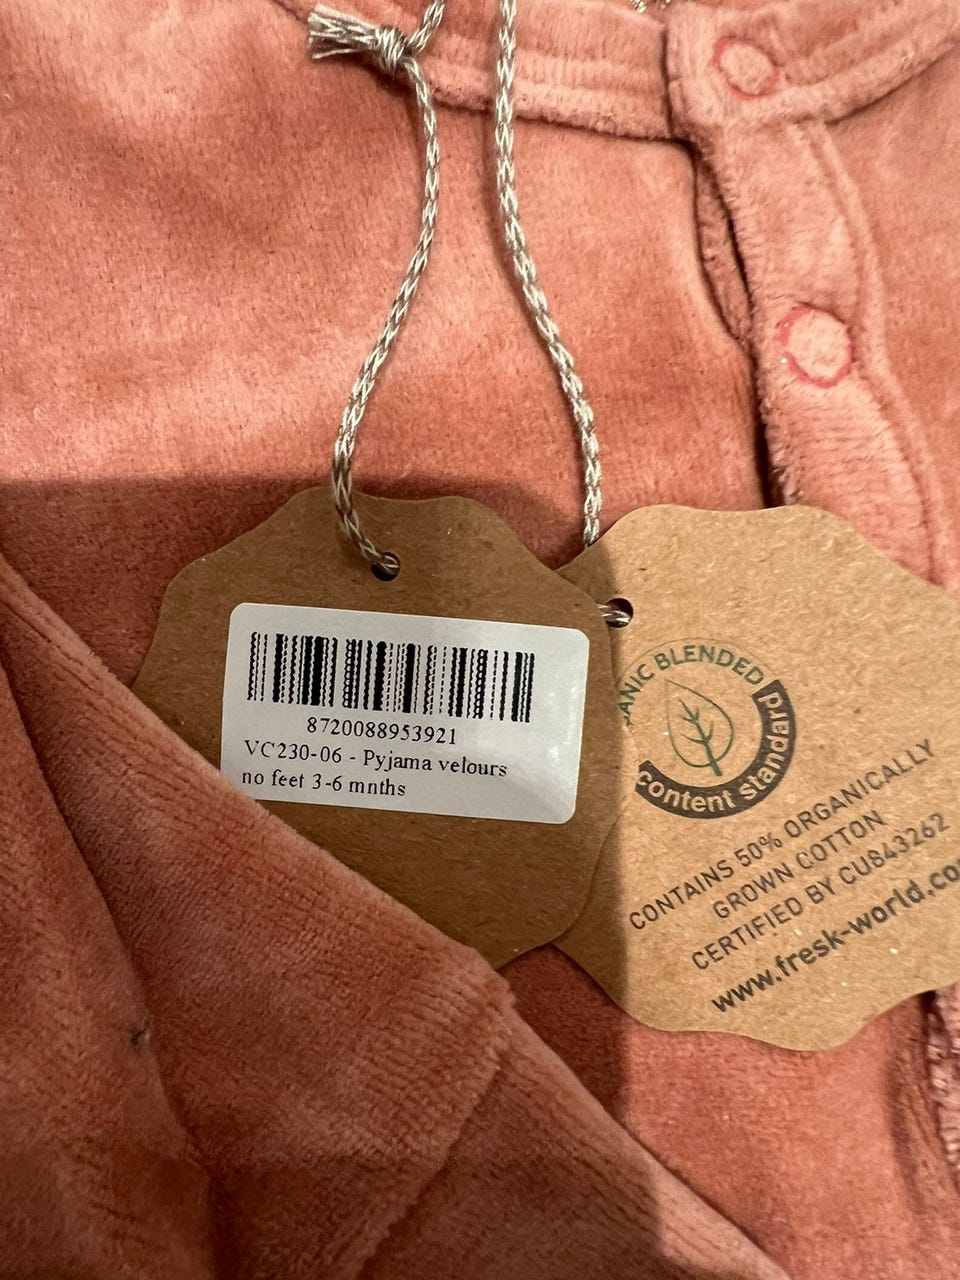 8720088953921
VC230-06 - Pyjama velours
no feet 3-6 mnths
BLENDED
content standard
CONTAINS 50% ORGANICALLY
GROWN COTTON
CERTIFIED BY CU843262
www.fresk-world.co